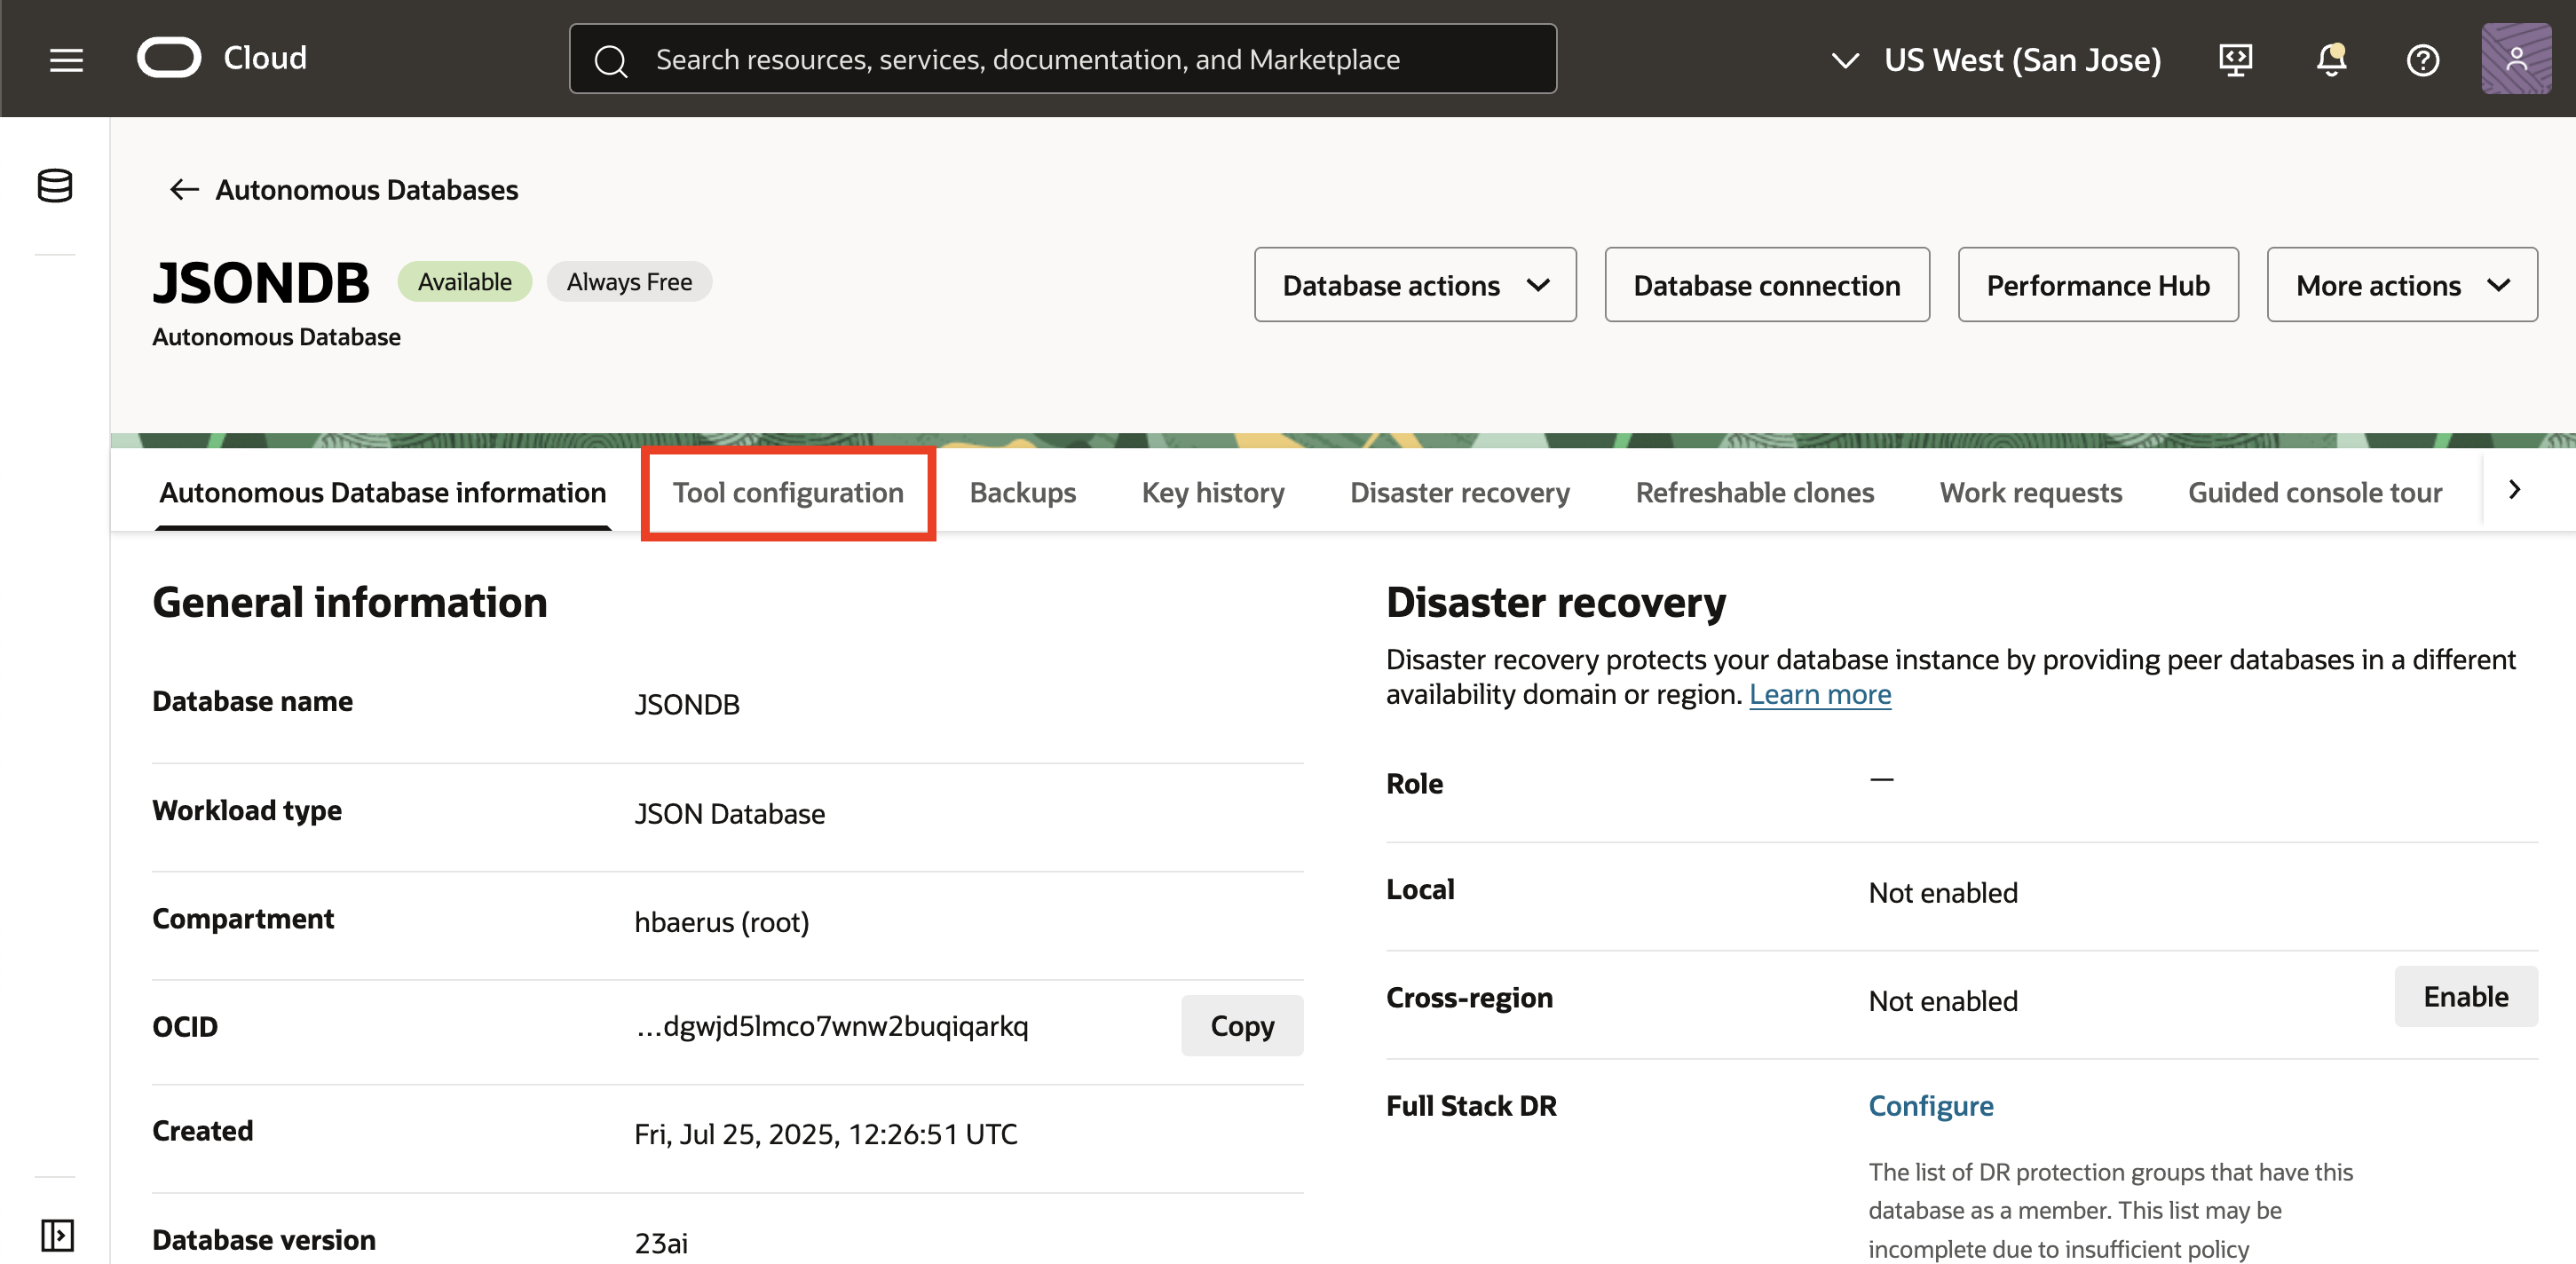 Cloud
Search resources, services, documentation, and Marketplace
US West (San Jose)
Autonomous Databases
JSONDB
Available
Always Free
Autonomous Database
Database actions
Database connection
Performance Hub
More actions
Autonomous Database information
Tool configuration
Backups
Key history
Disaster recovery
Refreshable clones
Work requests
Guided console tour
General information
Database name
JSONDB
Workload type
JSON Database
Compartment
hbaerus (root)
OCID
...dgwjd5lmco7wnw2buqiqarkq
Copy
Created
Fri, Jul 25, 2025, 12:26:51 UTC
Database version
23ai
Disaster recovery
Disaster recovery protects your database instance by providing peer databases in a different
availability domain or region. Learn more
Role
—
Local
Not enabled
Cross-region
Not enabled
Enable
Full Stack DR
Configure
The list of DR protection groups that have this
database as a member. This list may be
incomplete due to insufficient policy